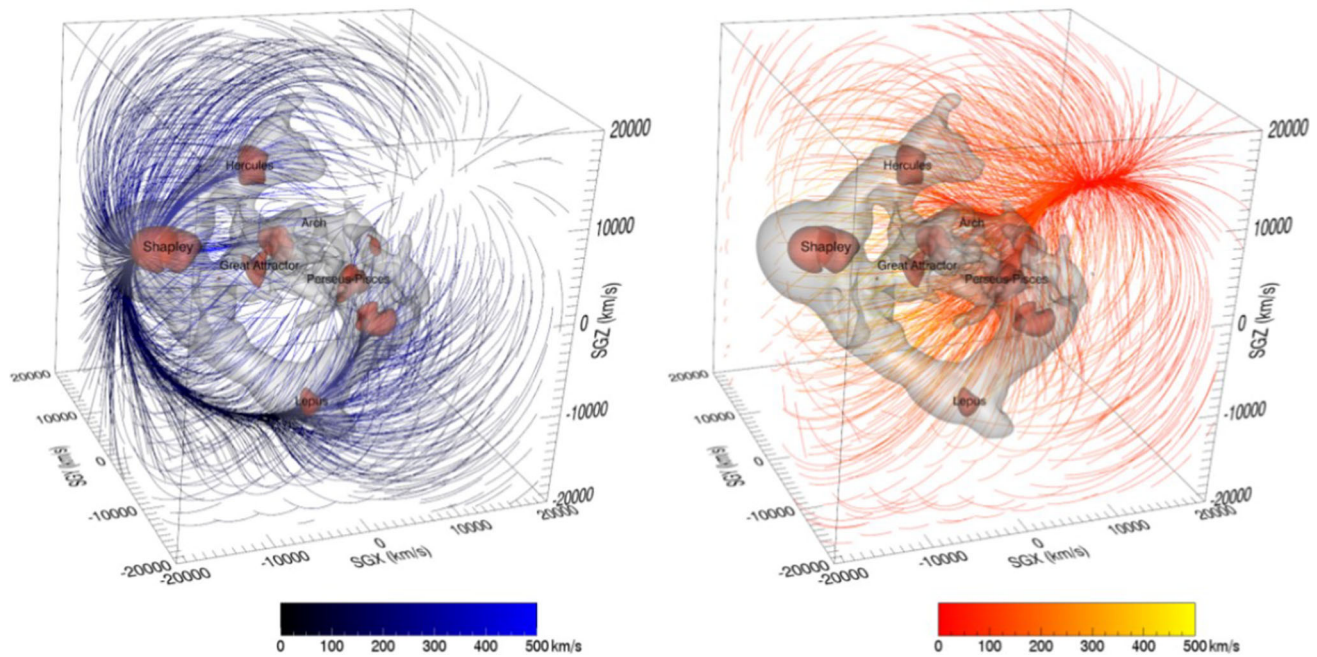 20000
Hercules
10000
Arch
Shapley
Great Attractor
Perseus-Pisces
0
SGZ (km/s)
20000
Lepus
10000
-10000
0
SGY (km/s)
-10000
-20000
20000
10000
0
-10000
SGX (km/s)
-20000
-20000
0 100 200 300 400 500 km/s
20000
Hercules
10000
Arch
Shapley
Great Attractor
Perseus-Pisces
0
SGZ (km/s)
20000
Lepus
10000
-10000
0
SGY (km/s)
-10000
-20000
20000
10000
0
-10000
SGX (km/s)
-20000
-20000
0 100 200 300 400 500 km/s